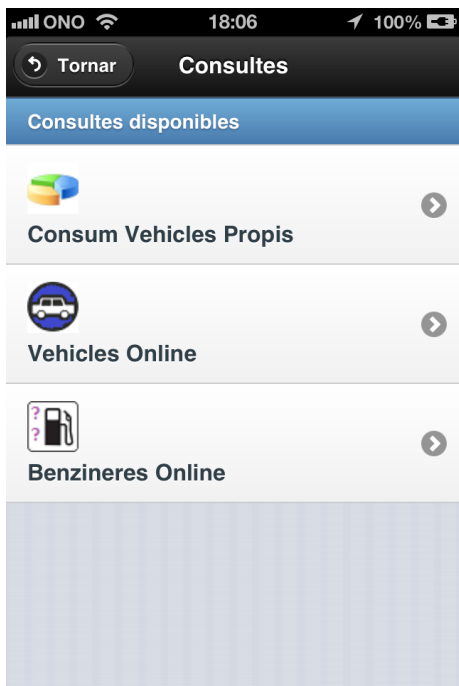 ONO 18:06 100%
Tornar Consultes
Consultes disponibles
Consum Vehicles Propis
Vehicles Online
? ?
Benzineres Online